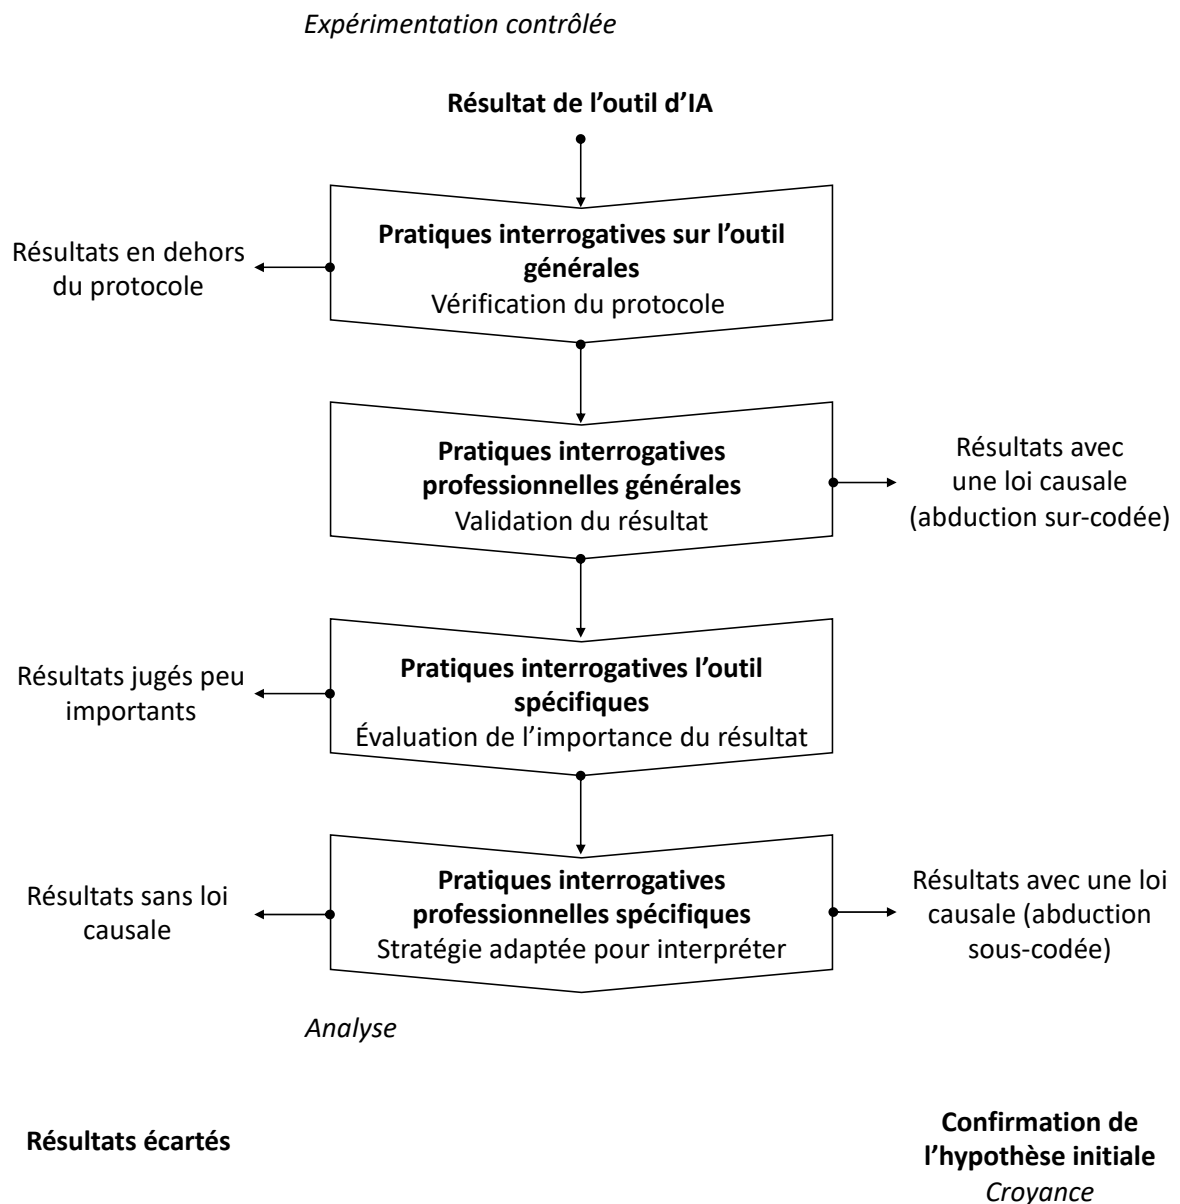 Expérimentation contrôlée
Résultat de l’outil d’IA
Pratiques interrogatives sur l’outil
générales
Vérification du protocole
Résultats en dehors
du protocole
Pratiques interrogatives
professionnelles générales
Validation du résultat
Résultats avec
une loi causale
(abduction sur-codée)
Pratiques interrogatives l’outil
spécifiques
Évaluation de l’importance du résultat
Résultats jugés peu
importants
Pratiques interrogatives
professionnelles spécifiques
Stratégie adaptée pour interpréter
Résultats sans loi
causale
Résultats avec une loi
causale (abduction
sous-codée)
Analyse
Résultats écartés
Confirmation de
l’hypothèse initiale
Croyance